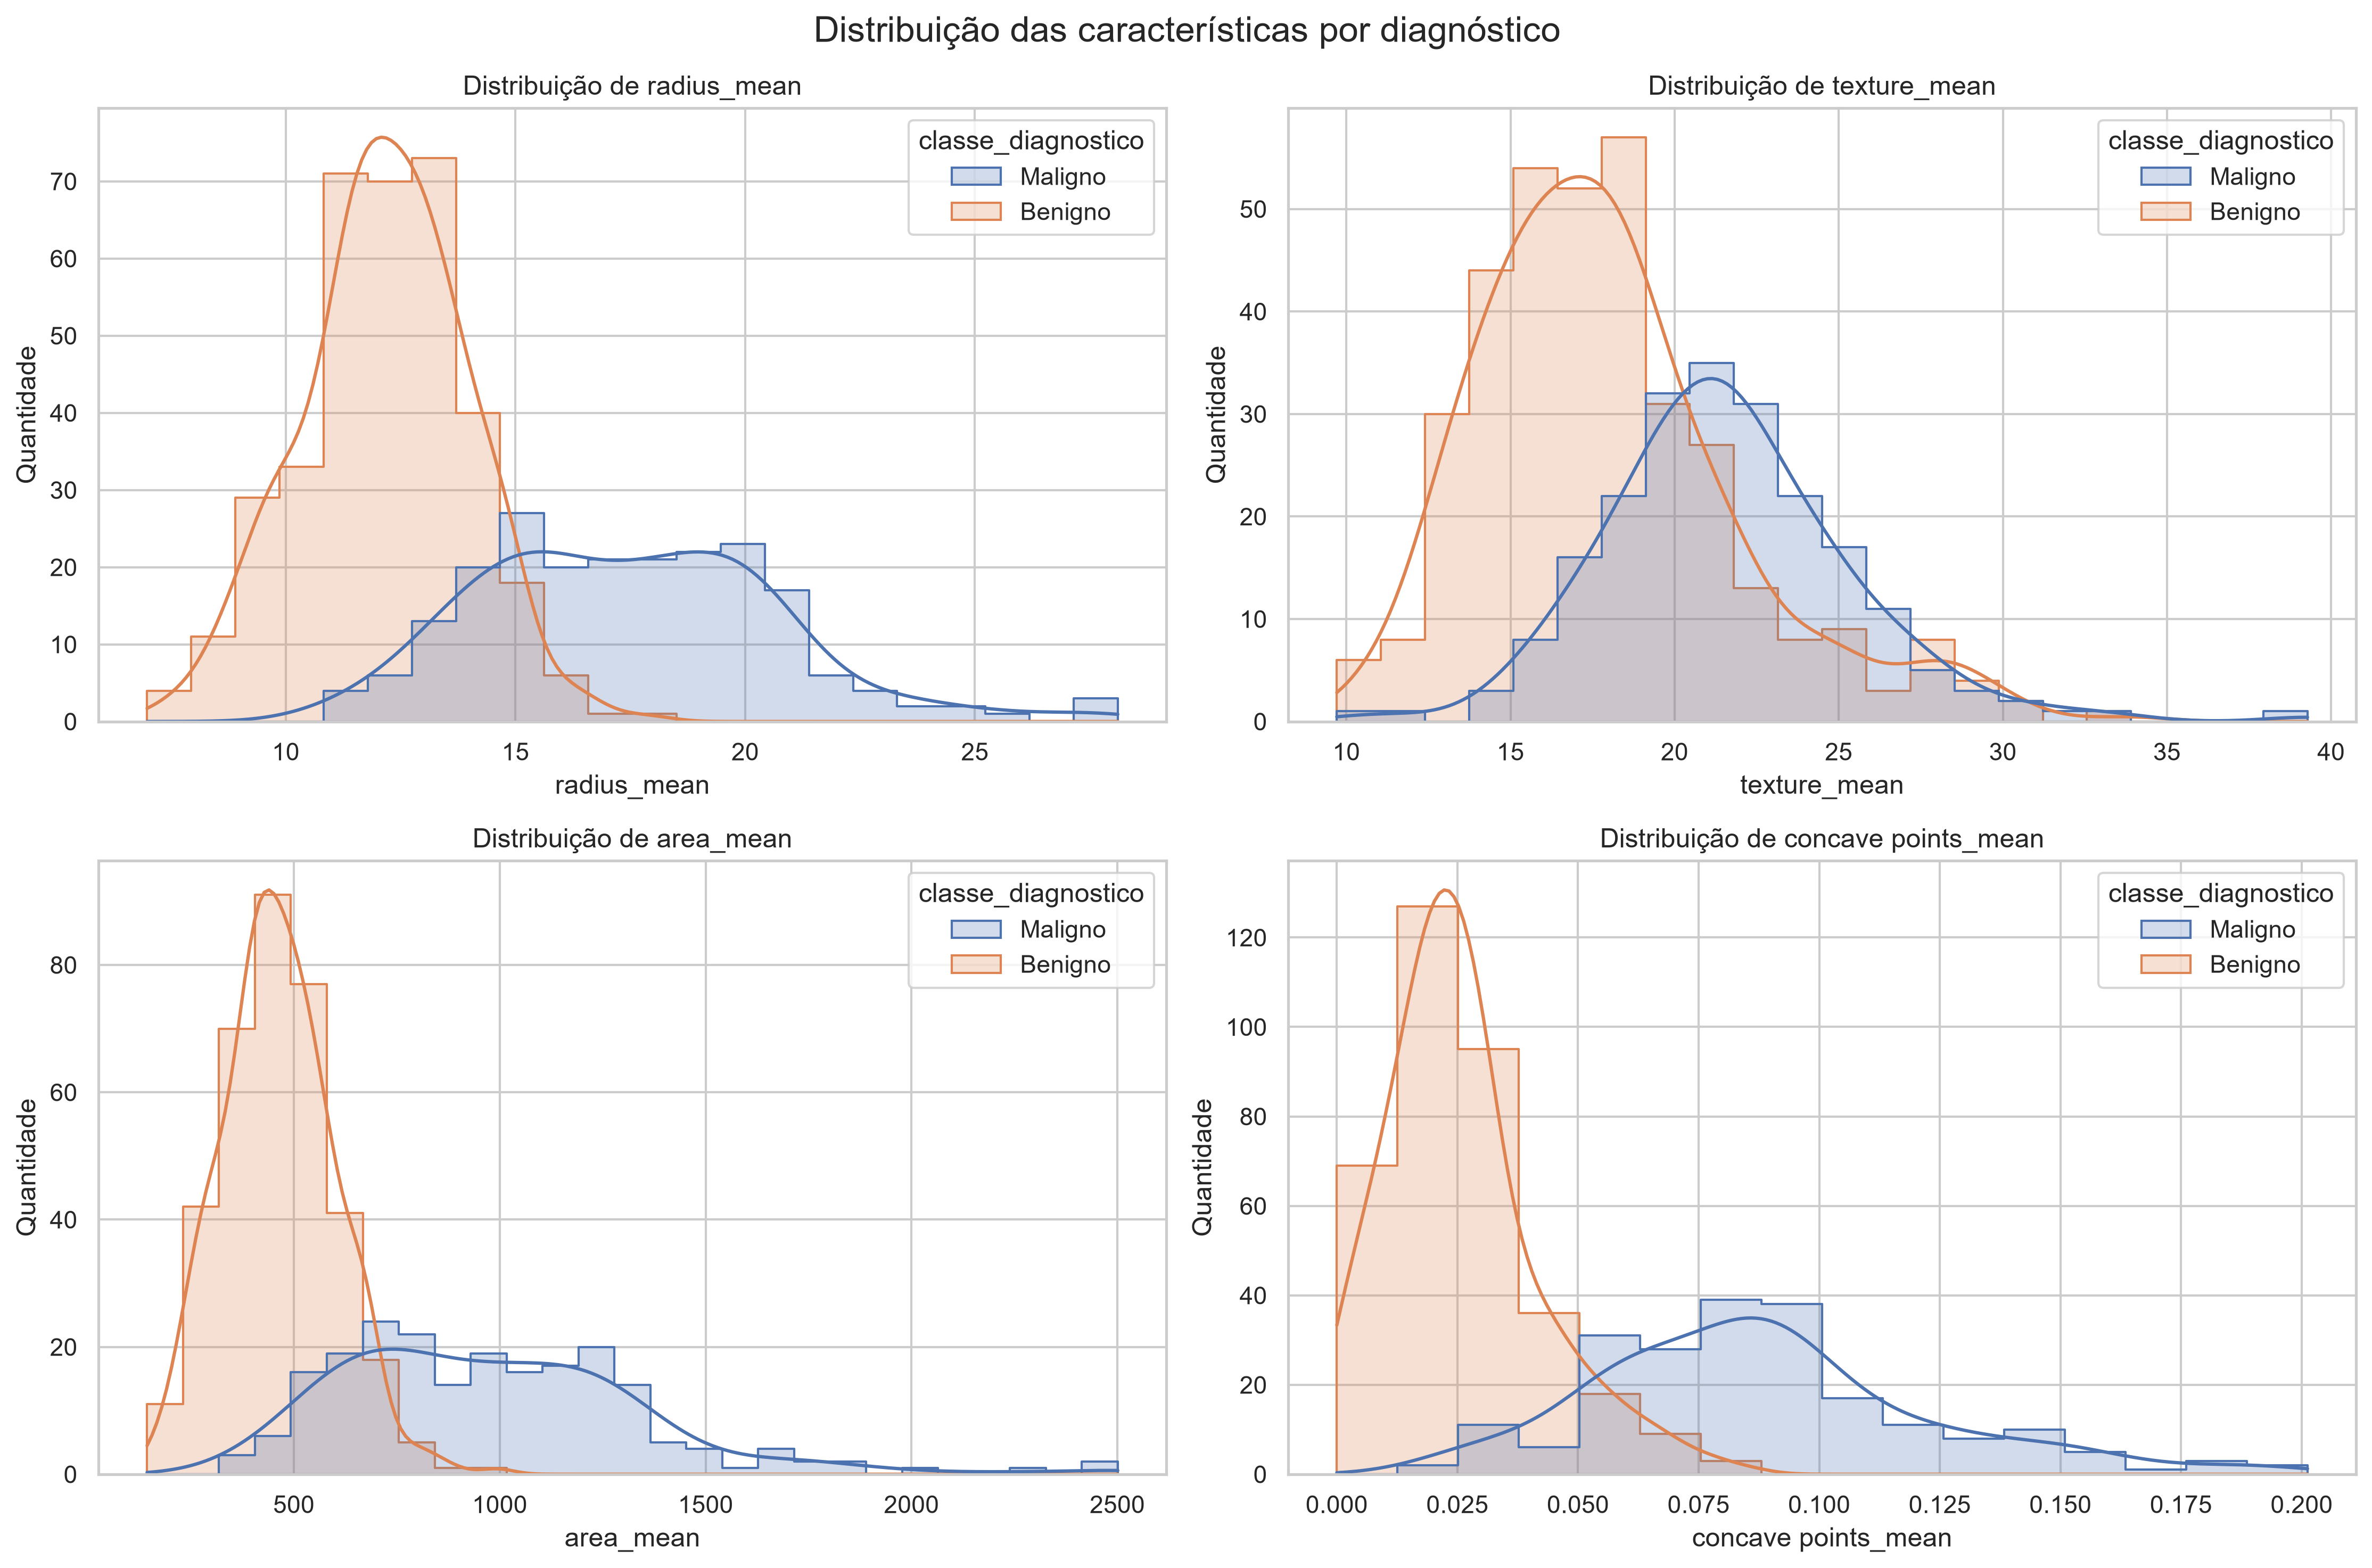 Distribuição das características por diagnóstico
Distribuição de radius_mean
classe_diagnostico
Maligno
Benigno
Quantidade
70
60
50
40
30
20
10
0
10
15
20
25
radius_mean
Distribuição de texture_mean
classe_diagnostico
Maligno
Benigno
Quantidade
50
40
30
20
10
0
10
15
20
25
30
35
40
texture_mean
Distribuição de area_mean
classe_diagnostico
Maligno
Benigno
Quantidade
80
60
40
20
0
500
1000
1500
2000
2500
area_mean
Distribuição de concave points_mean
classe_diagnostico
Maligno
Benigno
Quantidade
120
100
80
60
40
20
0
0.000
0.025
0.050
0.075
0.100
0.125
0.150
0.175
0.200
concave points_mean